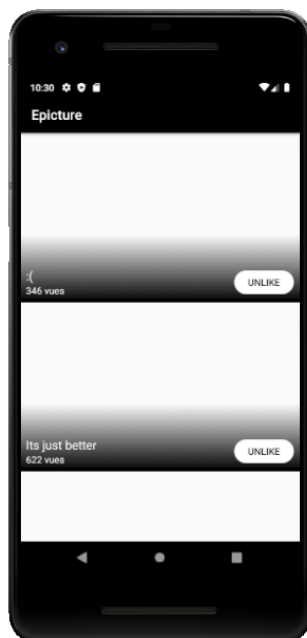 10:30
Epicture
:(
346 vues
UNLIKE
Its just better
622 vues
UNLIKE